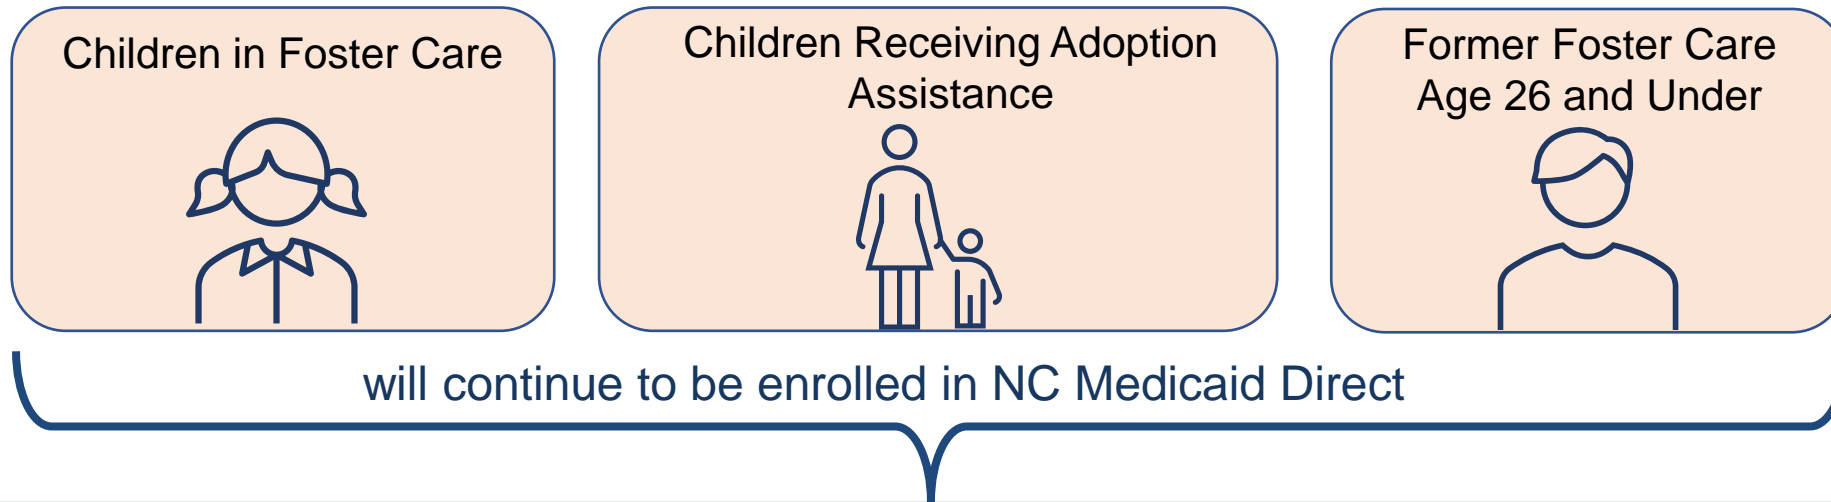 Children in Foster Care
Children Receiving Adoption
Assistance
Former Foster Care
Age 26 and Under
will continue to be enrolled in NC Medicaid Direct